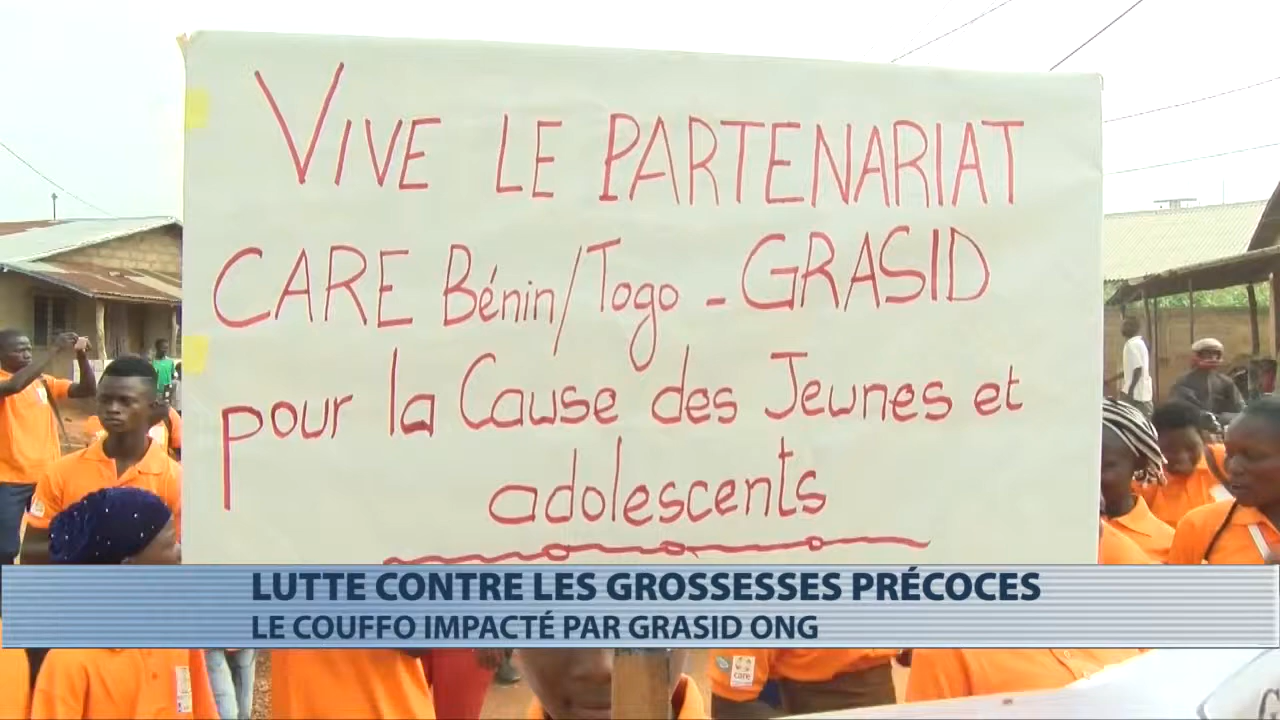 VIVE LE PARTENARIAT
CARE Bénin/Togo - GRASID
pour la Cause des Jeunes et
adolescents
LUTTE CONTRE LES GROSSESSES PRÉCOCES
LE COUFFO IMPACTÉ PAR GRASID ONG
care